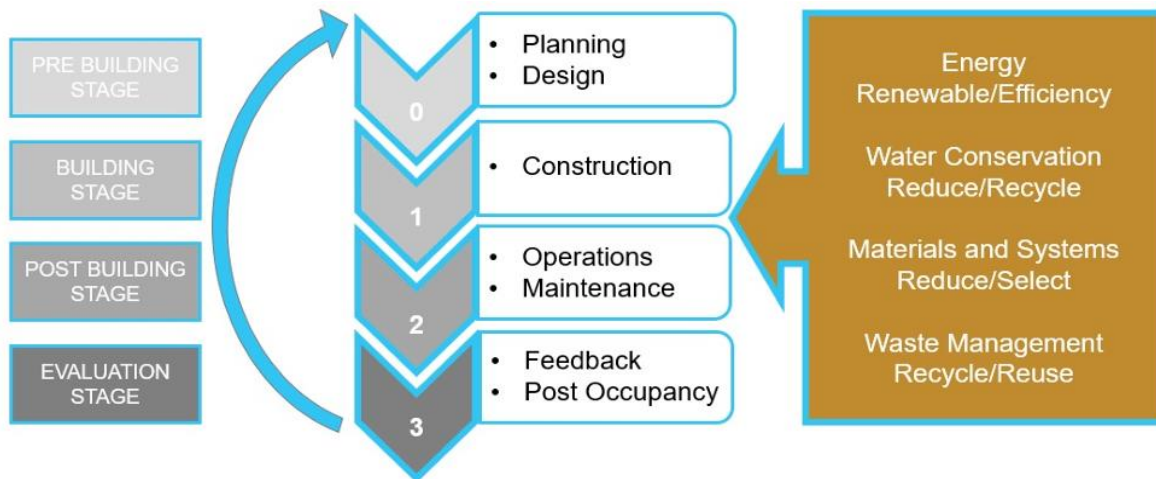 PRE BUILDING
STAGE
BUILDING
STAGE
POST BUILDING
STAGE
EVALUATION
STAGE
0
• Planning
• Design
1
• Construction
2
• Operations
• Maintenance
3
• Feedback
• Post Occupancy
Energy
Renewable/Efficiency
Water Conservation
Reduce/Recycle
Materials and Systems
Reduce/Select
Waste Management
Recycle/Reuse